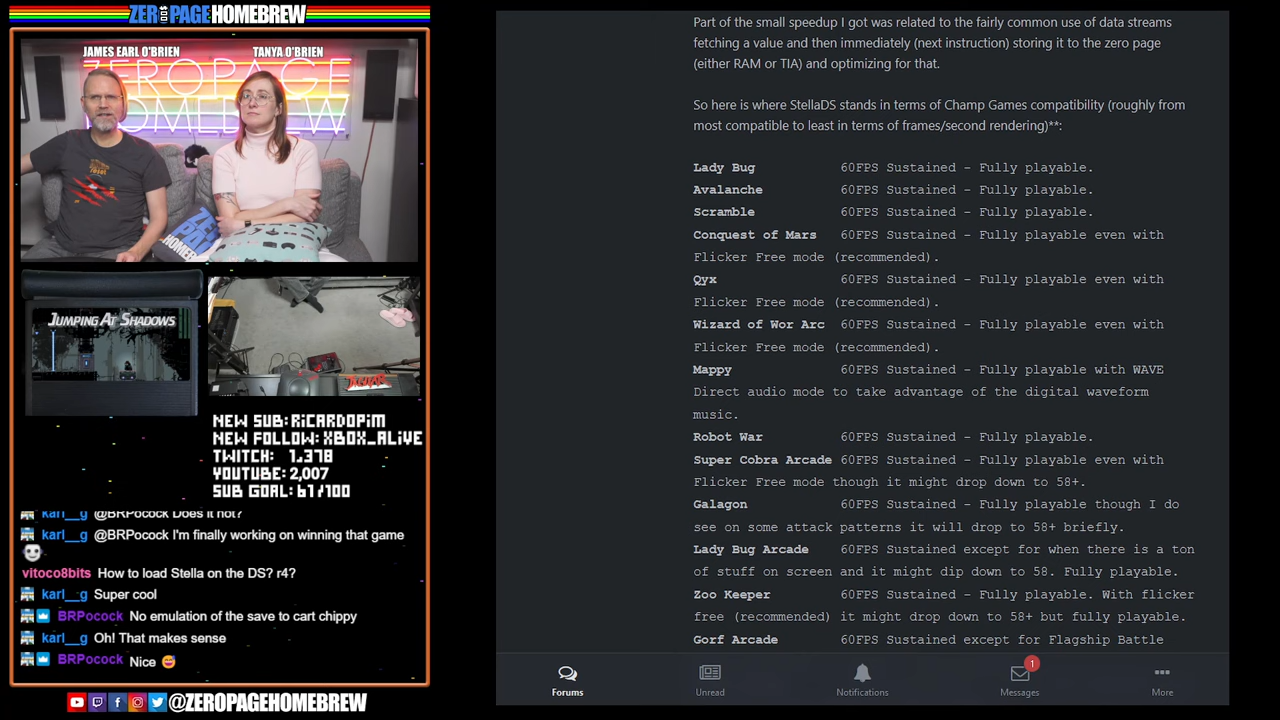 ZEROPAGEHOMEBREW
JAMES EARL O'BRIEN
TANYA O'BRIEN
ZEROPAGE
HOMEBREW
ZERO
PAGE
HOMEBREW
JUMPING AT SHADOWS
NEW SUB: RICARDOPIM
NEW FOLLOW: XBOX_ALIVE
TWITCH: 1,378
YOUTUBE: 2,007
SUB GOAL: 67/100
karl__g @BRPocock Does it not?
karl__g @BRPocock I'm finally working on winning that game
vitoco8bits How to load Stella on the DS? r4?
karl__g Super cool
BRPocock No emulation of the save to cart chippy
karl__g Oh! That makes sense
BRPocock Nice
@ZEROPAGEHOMEBREW
Part of the small speedup I got was related to the fairly common use of data streams
fetching a value and then immediately (next intruction) storing it to the zero page
(either RAM or TIA) and optimizing for that.
So here is where StellaDS stands in terms of Champ Games compatibility (roughly from
most compatible to least in terms of frames/second rendering)**:
Lady Bug 60FPS Sustained - Fully playable.
Avalanche 60FPS Sustained - Fully playable.
Scramble 60FPS Sustained - Fully playable.
Conquest of Mars 60FPS Sustained - Fully playable even with
Flicker Free mode (recommended).
Qyx 60FPS Sustained - Fully playable even with
Flicker Free mode (recommended).
Wizard of Wor Arc 60FPS Sustained - Fully playable even with
Flicker Free mode (recommended).
Mappy 60FPS Sustained - Fully playable with WAVE
Direct audio mode to take advantage of the digital waveform
music.
Robot War 60FPS Sustained - Fully playable.
Super Cobra Arcade 60FPS Sustained - Fully playable even with
Flicker Free mode though it might drop down to 58+.
Galagon 60FPS Sustained - Fully playable though I do
see on some attack patterns it will drop to 58+ briefly.
Lady Bug Arcade 60FPS Sustained except for when there is a ton
of stuff on screen and it might dip down to 58. Fully playable.
Zoo Keeper 60FPS Sustained - Fully playable. With flicker
free (recommended) it might drop down to 58+ but fully playable.
Gorf Arcade 60FPS Sustained except for Flagship Battle
1
Forums
Unread
Notifications
Messages
More